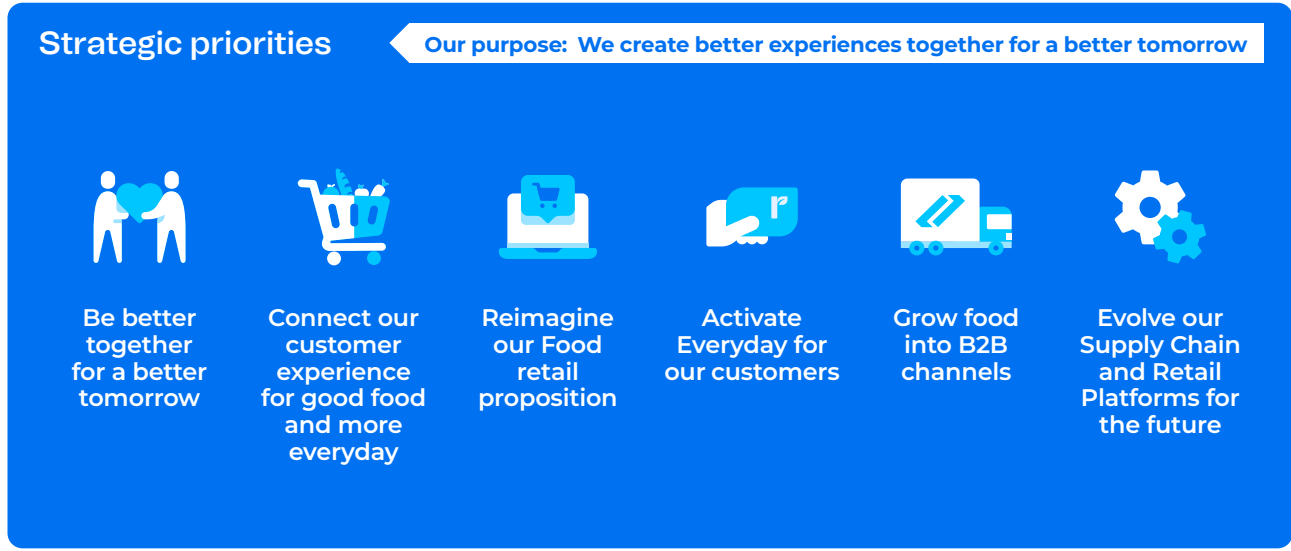 Strategic priorities
Our purpose: We create better experiences together for a better tomorrow
Be better
together
for a better
tomorrow
Connect our
customer
experience
for good food
and more
everyday
Reimagine
our Food
retail
proposition
r
Activate
Everyday for
our customers
Grow food
into B2B
channels
Evolve our
Supply Chain
and Retail
Platforms for
the future